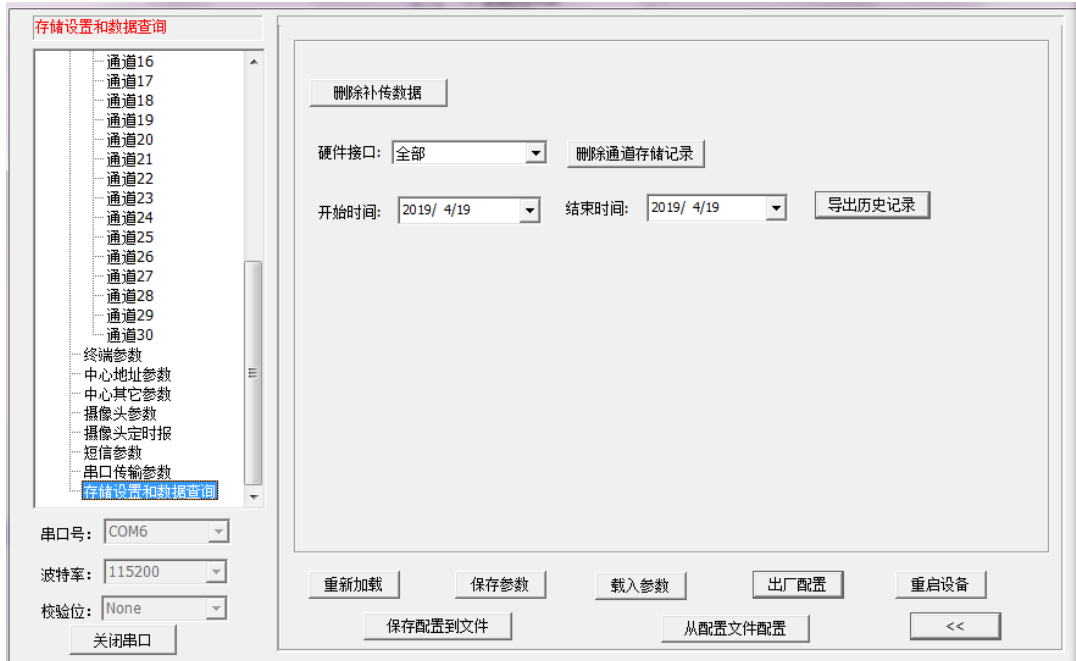 存储设置和数据查询
通道16
通道17
通道18
通道19
通道20
通道21
通道22
通道23
通道24
通道25
通道26
通道27
通道28
通道29
通道30
终端参数
中心地址参数
中心其它参数
摄像头参数
摄像头定时报
短信参数
串口传输参数
存储设置和数据查询
串口号: COM6
波特率: 115200
校验位: None
关闭串口
删除补传数据
硬件接口: 全部 删除通道存储记录
开始时间: 2019/ 4/19 结束时间: 2019/ 4/19 导出历史记录
重新加载 保存参数 载入参数 出厂配置 重启设备
保存配置到文件 从配置文件配置 <<